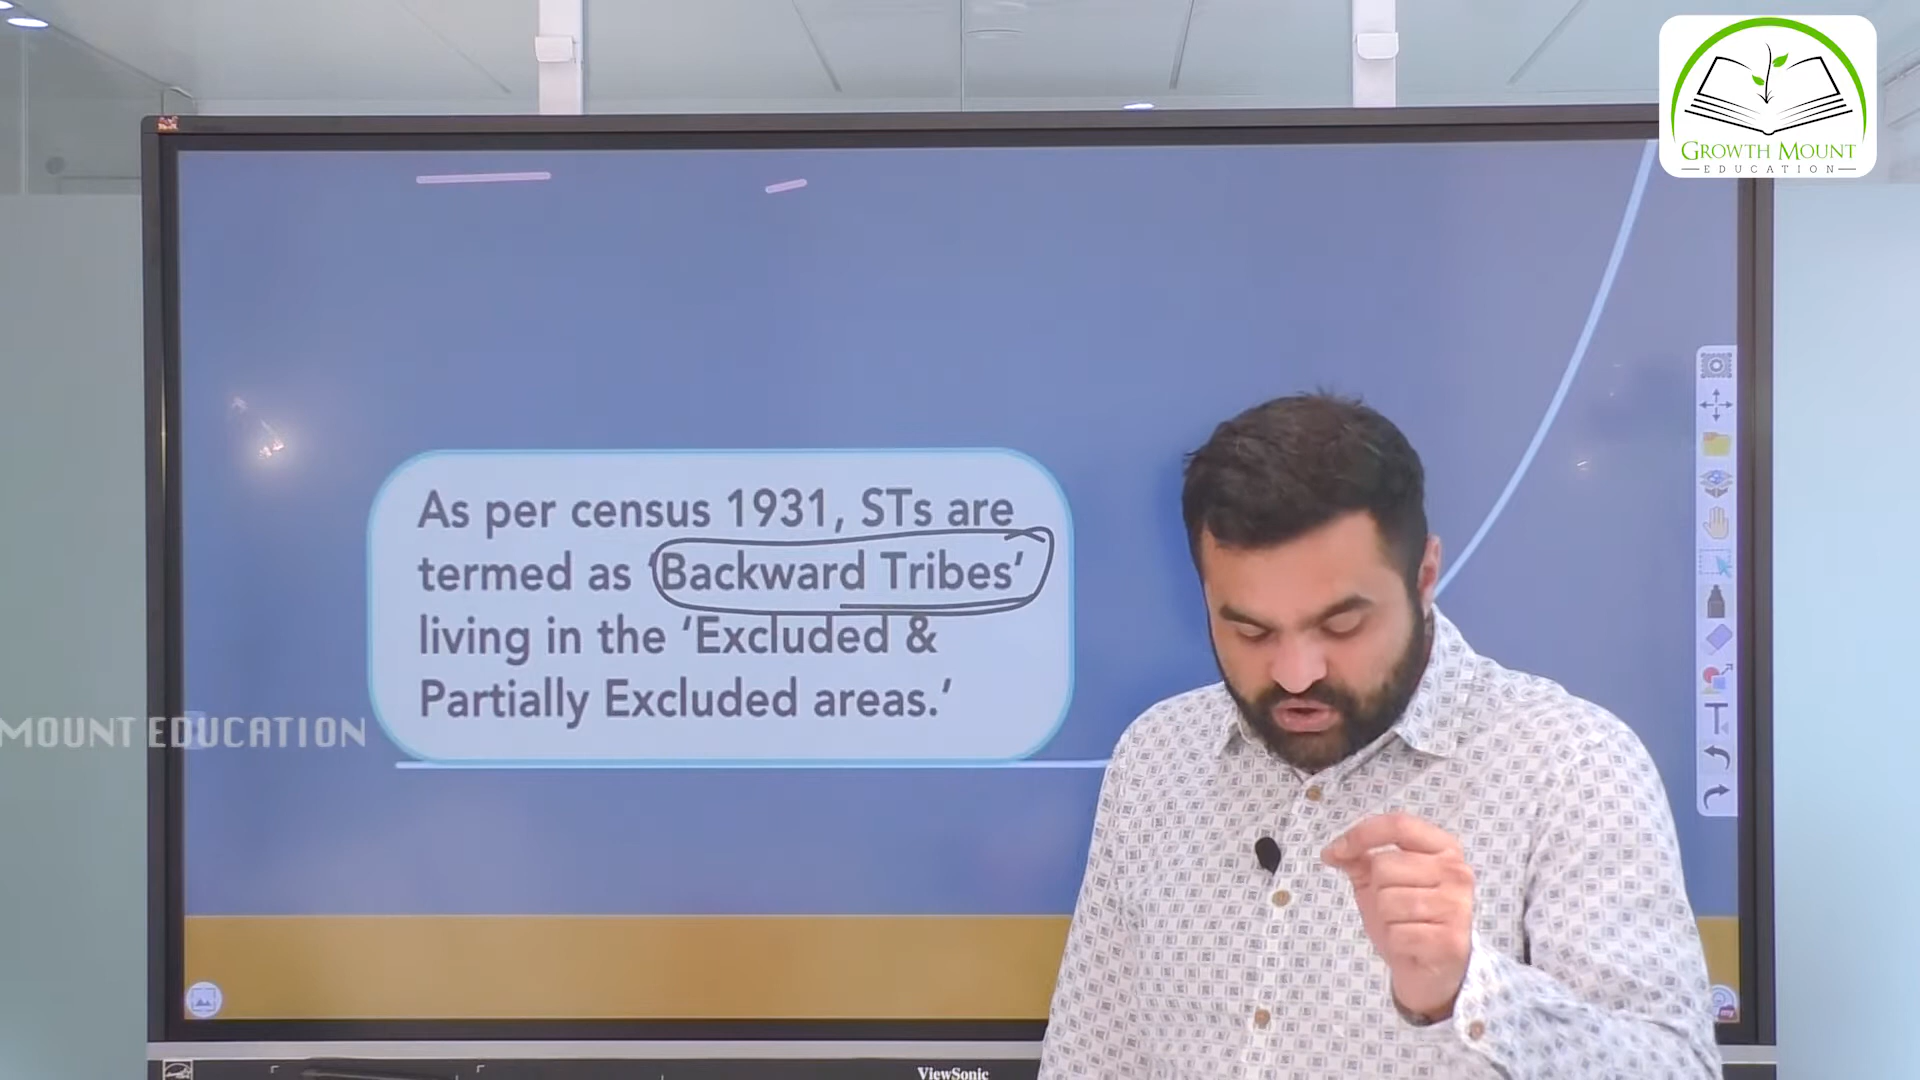 GROWTH MOUNT
EDUCATION
As per census 1931, STs are
termed as ‘Backward Tribes’
living in the ‘Excluded &
Partially Excluded areas.’
MOUNT EDUCATION
T
ViewSonic